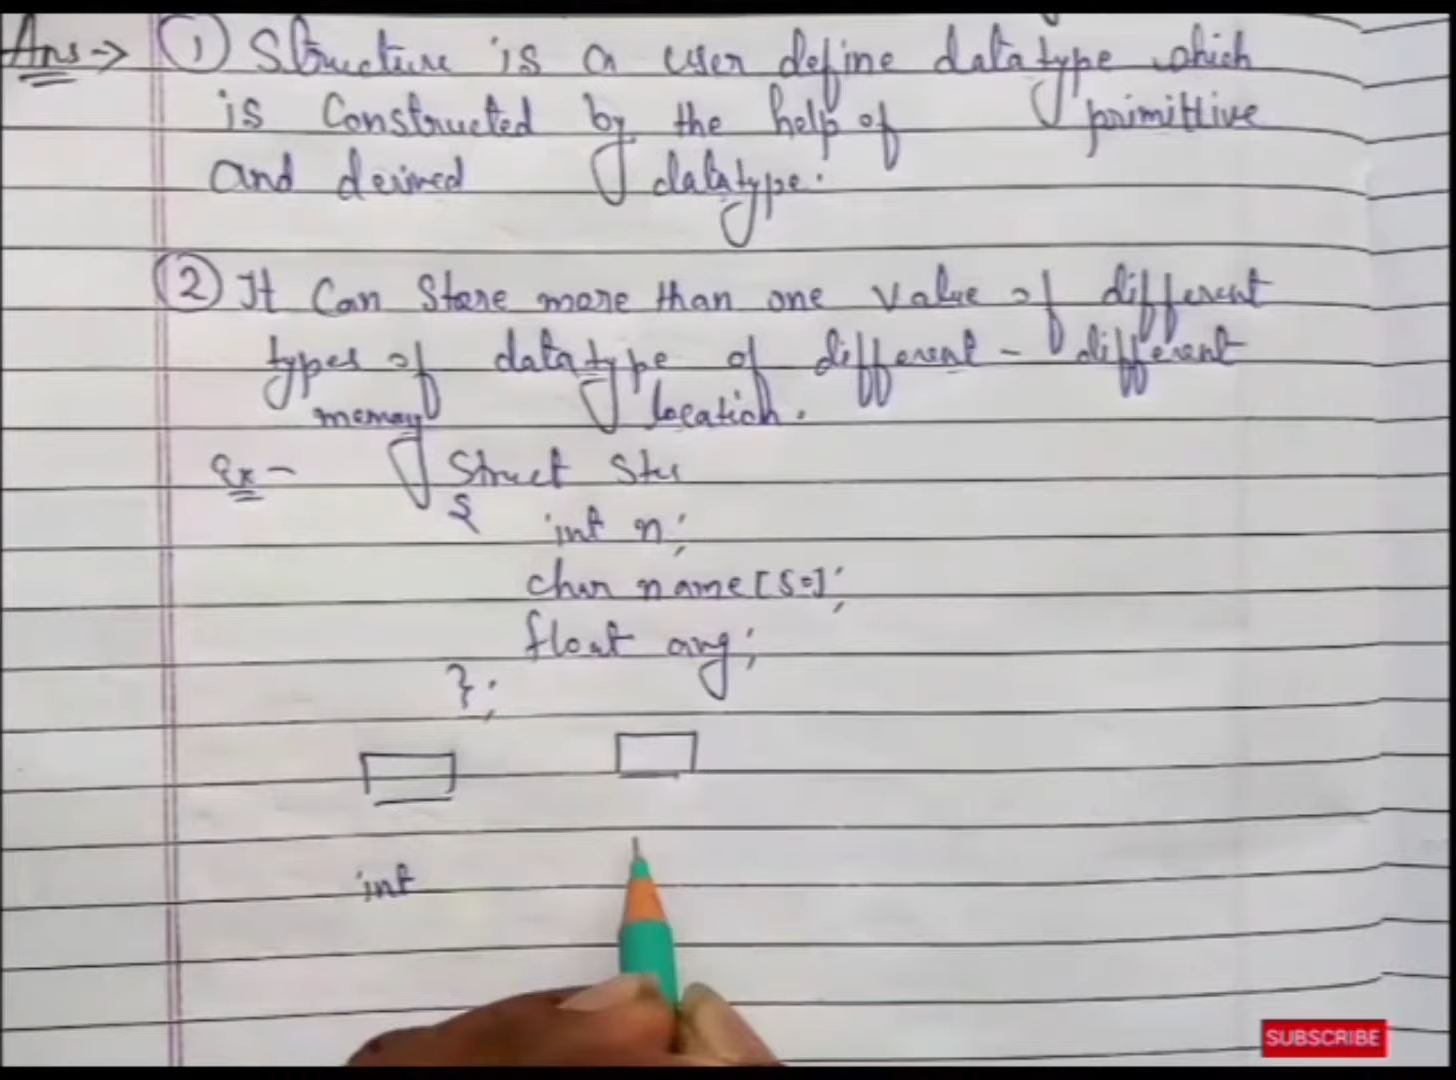 Ans → ① Structure is a user define datatype which
is Constructed by the help of primittive
and derived datatype.
② It Can Store more than one value of different
types of datatype of different - different
memory location.
Ex - Struct Stu
{
int n;
char name[50];
float avg;
};
int
SUBSCRIBE